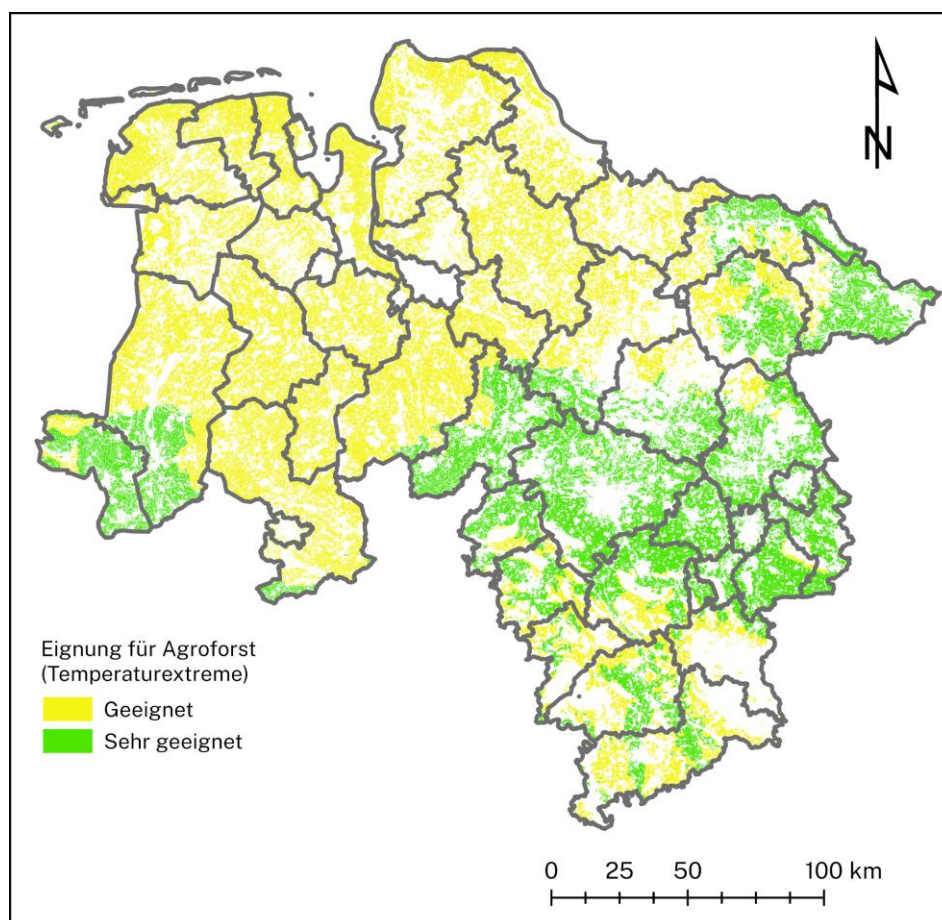 N
Eignung für Agroforst
(Temperaturextreme)
Geeignet
Sehr geeignet
0 25 50 100 km